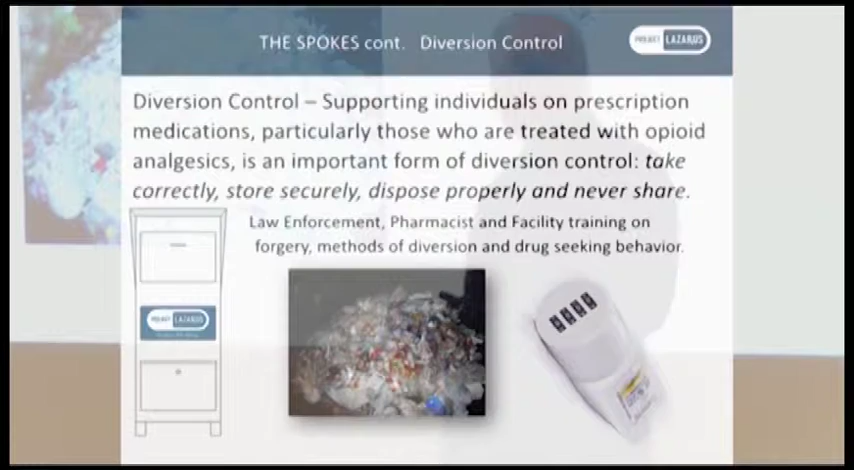 THE SPOKES cont. Diversion Control
PROJECT LAZARUS
Diversion Control – Supporting individuals on prescription
medications, particularly those who are treated with opioid
analgesics, is an important form of diversion control: take
correctly, store securely, dispose properly and never share.
Law Enforcement, Pharmacist and Facility training on
forgery, methods of diversion and drug seeking behavior.
PROJECT LAZARUS